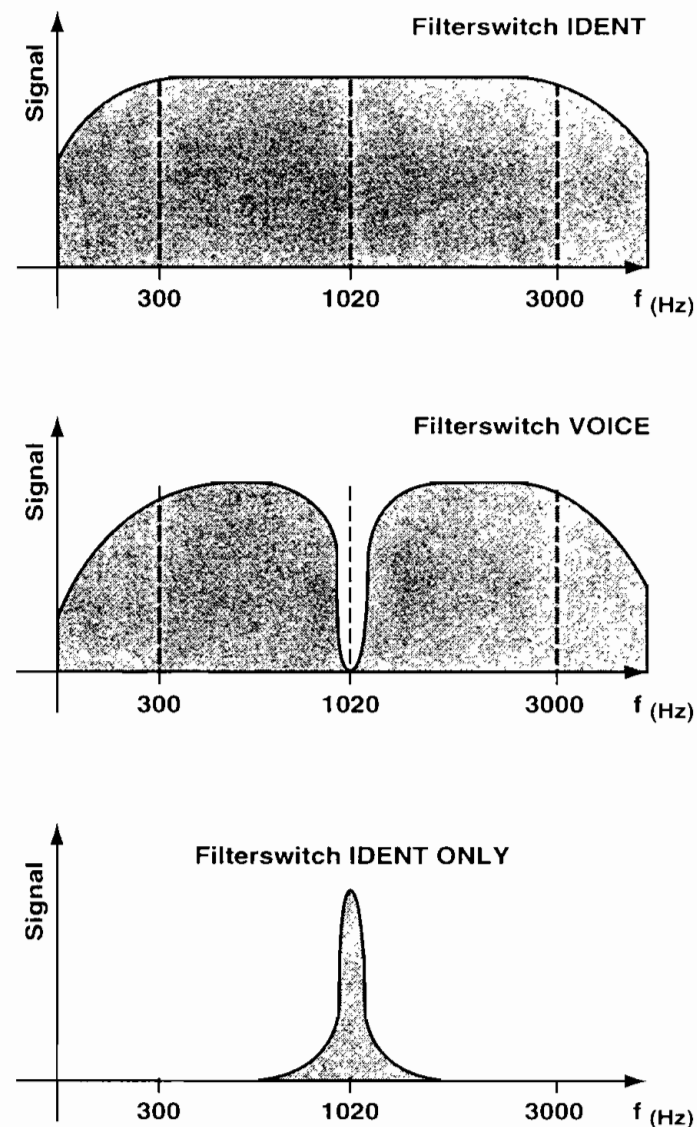 Filterswitch IDENT
Signal
300 1020 3000 f (Hz)
Filterswitch VOICE
Signal
300 1020 3000 f (Hz)
Filterswitch IDENT ONLY
Signal
300 1020 3000 f (Hz)